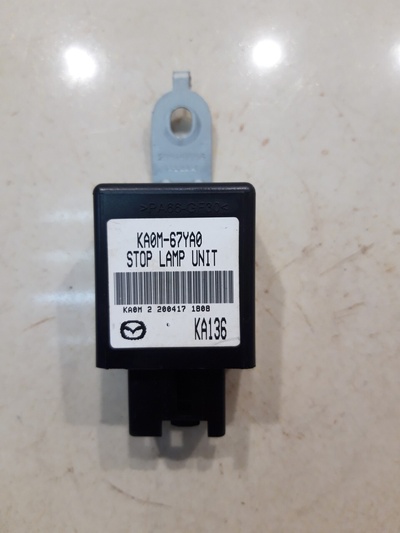 KA0M-67YA0
STOP LAMP UNIT
KA0M 2 200417 1808
KA136